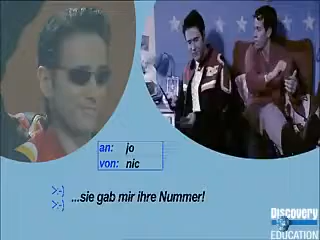 an: jo
von: nic
...sie gab mir ihre Nummer!
Discovery
EDUCATION